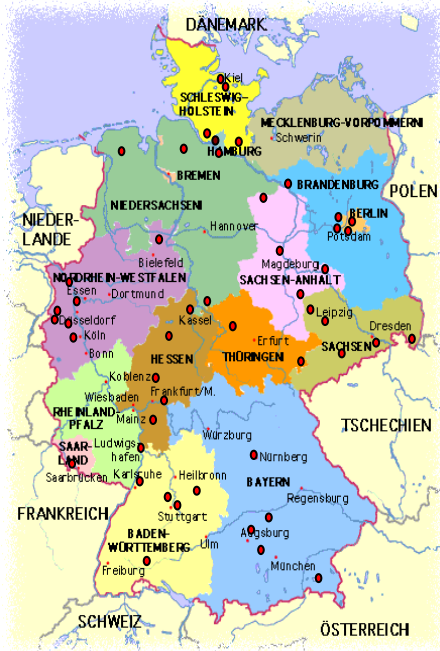 DÄNEMARK
Kiel
SCHLESWIG-
HOLSTEIN
MECKLENBURG-VORPOMMERN
Schwerin
HAMBURG
BREMEN
BRANDENBURG
POLEN
NIEDER-
LANDE
NIEDERSACHSEN
BERLIN
Hannover
Potsdam
Bielefeld
Magdeburg
NORDRHEIN-WESTFALEN
SACHSEN-ANHALT
Essen
Dortmund
Düsseldorf
Kassel
Leipzig
Dresden
Köln
Erfurt
SACHSEN
Bonn
HESSEN
THÜRINGEN
Koblenz
Wiesbaden
Frankfurt/M.
RHEINLAND-
PFALZ
Mainz
TSCHECHIEN
Würzburg
SAAR-
LAND
Ludwigs
hafen
Nürnberg
Saarbrücken
Karlsruhe
Heilbronn
BAYERN
Regensburg
FRANKREICH
Stuttgart
BADEN-
WÜRTTEMBERG
Ulm
Augsburg
München
Freiburg
SCHWEIZ
ÖSTERREICH